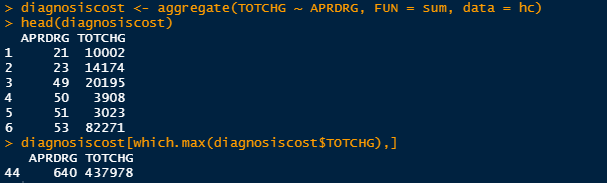 > diagnosiscost <- aggregate(TOTCHG ~ APRDRG, FUN = sum, data = hc)
> head(diagnosiscost)
  APRDRG TOTCHG
1     21  10002
2     23  14174
3     49  20195
4     50   3908
5     51   3023
6     53  82271
> diagnosiscost[which.max(diagnosiscost$TOTCHG),]
   APRDRG TOTCHG
44    640 437978